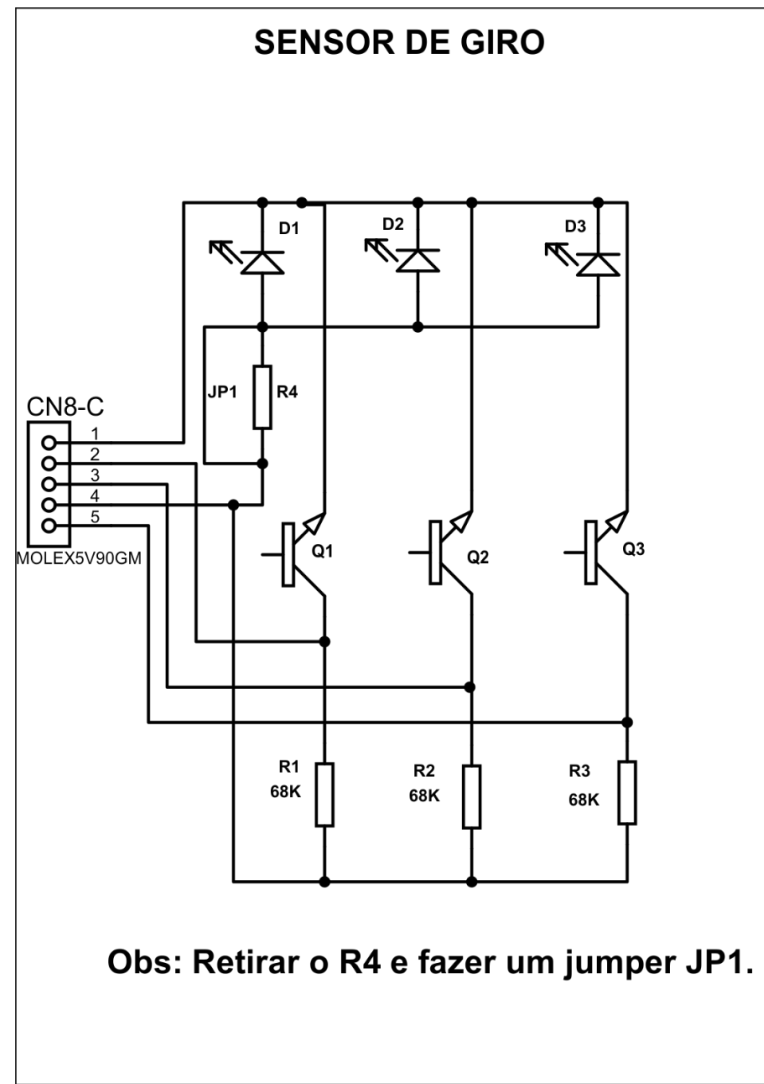 SENSOR DE GIRO
D1
D2
D3
JP1
R4
CN8-C
1
2
3
4
5
MOLEX5V90GM
Q1
Q2
Q3
R1
68K
R2
68K
R3
68K
Obs: Retirar o R4 e fazer um jumper JP1.